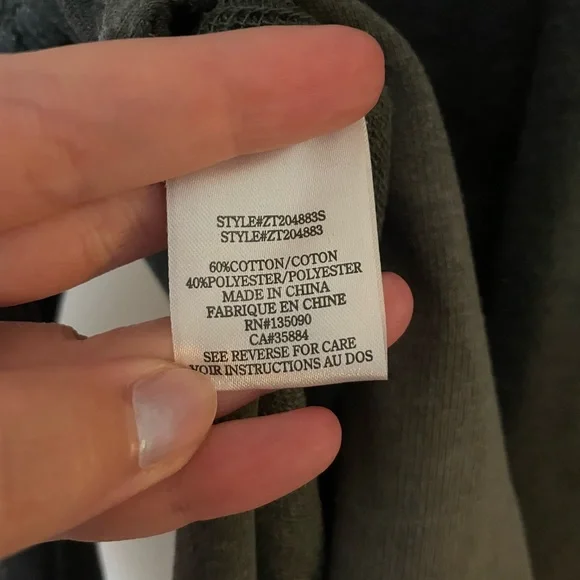 STYLE#ZT204883S
STYLE#ZT204883
60%COTTON/COTON
40%POLYESTER/POLYESTER
MADE IN CHINA
FABRIQUE EN CHINE
RN#135090
CA#35884
SEE REVERSE FOR CARE
VOIR INSTRUCTIONS AU DOS